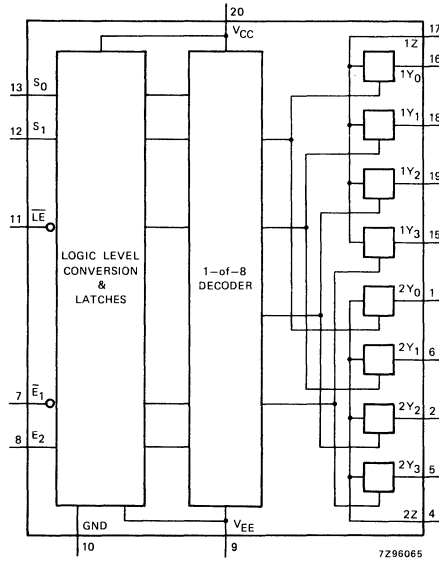 20
VCC
17
1Z
16
1Y0
13 S0
1Y1
18
12 S1
1Y2
19
11 LE
1Y3
15
LOGIC LEVEL
CONVERSION
&
LATCHES
1-of-8
DECODER
2Y0
1
2Y1
6
7 E1
2Y2
2
8 E2
2Y3
5
GND
VEE
2Z
4
10
9
7Z96065